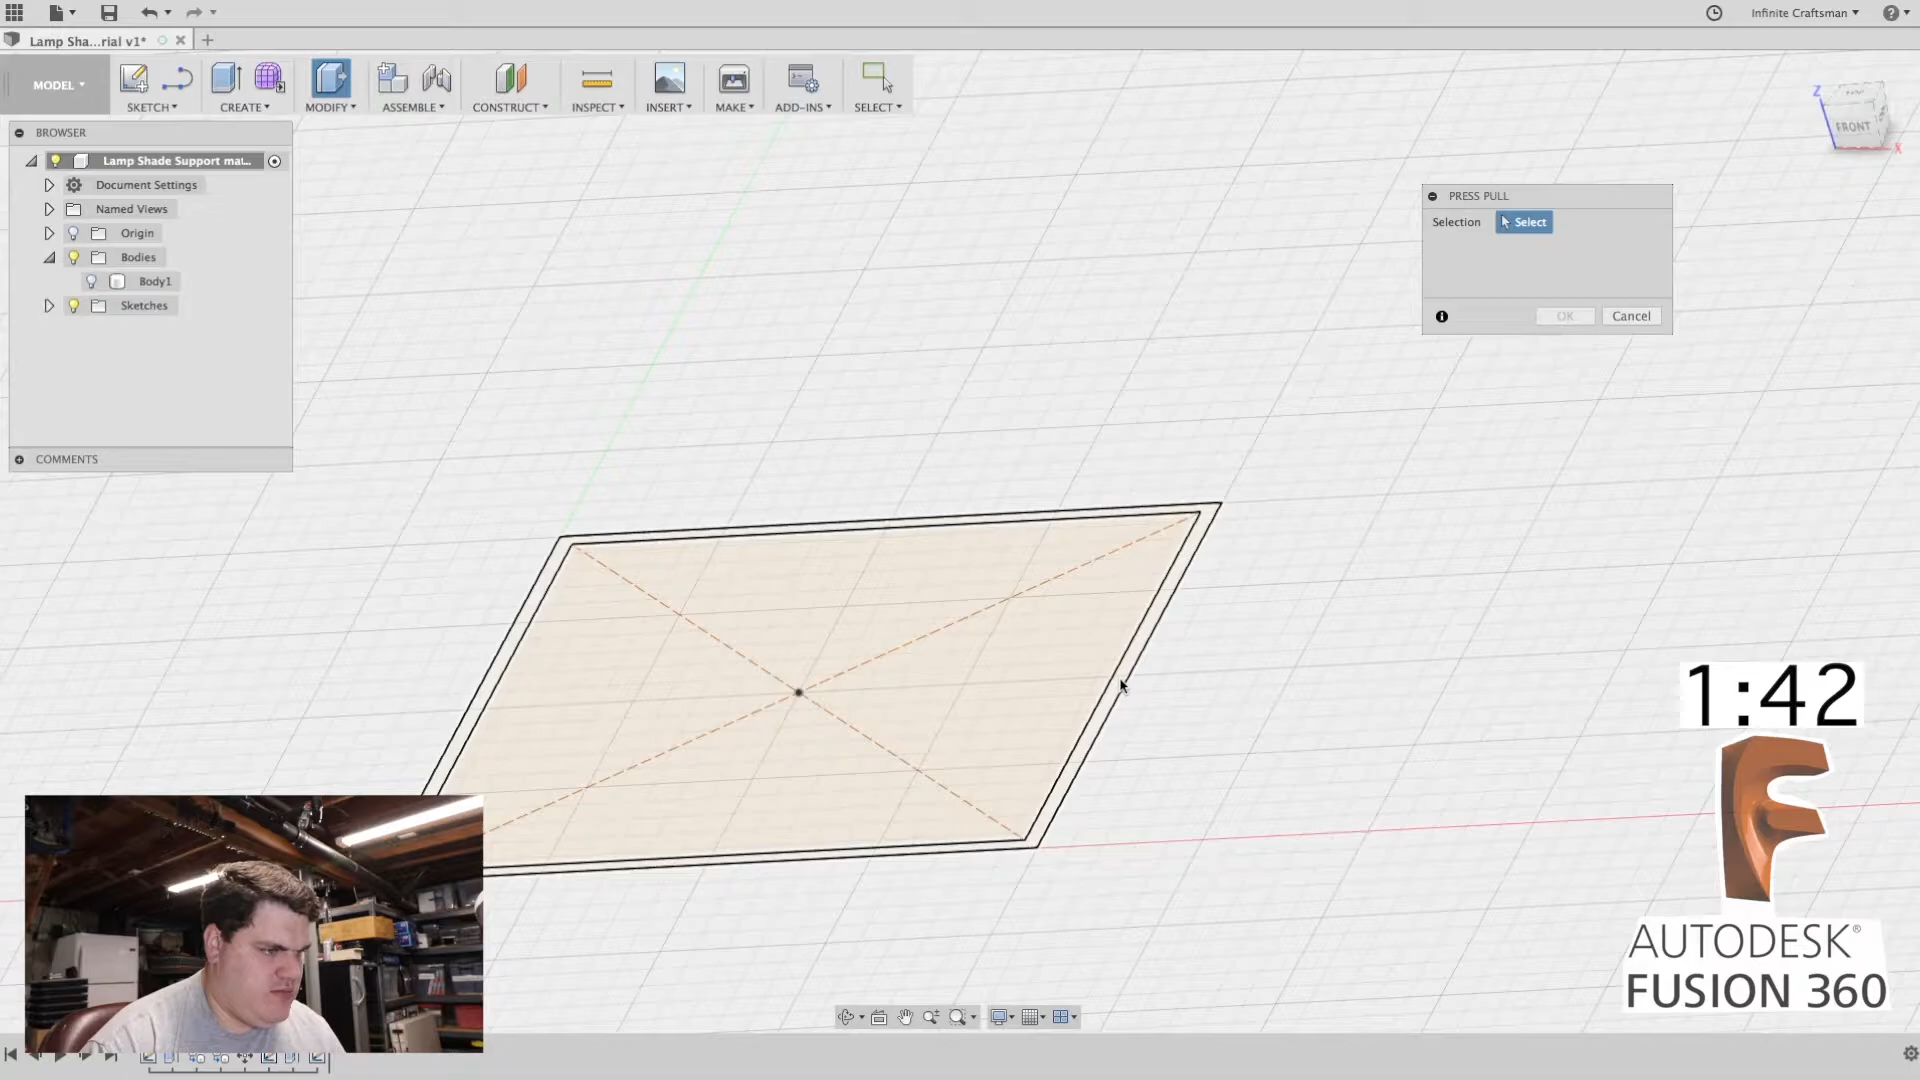 Infinite Craftsman
Lamp Sha...rial v1*
MODEL
SKETCH
CREATE
MODIFY
ASSEMBLE
CONSTRUCT
INSPECT
INSERT
MAKE
ADD-INS
SELECT
BROWSER
Lamp Shade Support mat...
Document Settings
Named Views
Origin
Bodies
Body1
Sketches
COMMENTS
Z
FRONT
X
PRESS PULL
Selection
Select
OK
Cancel
1:42
AUTODESK®
FUSION 360